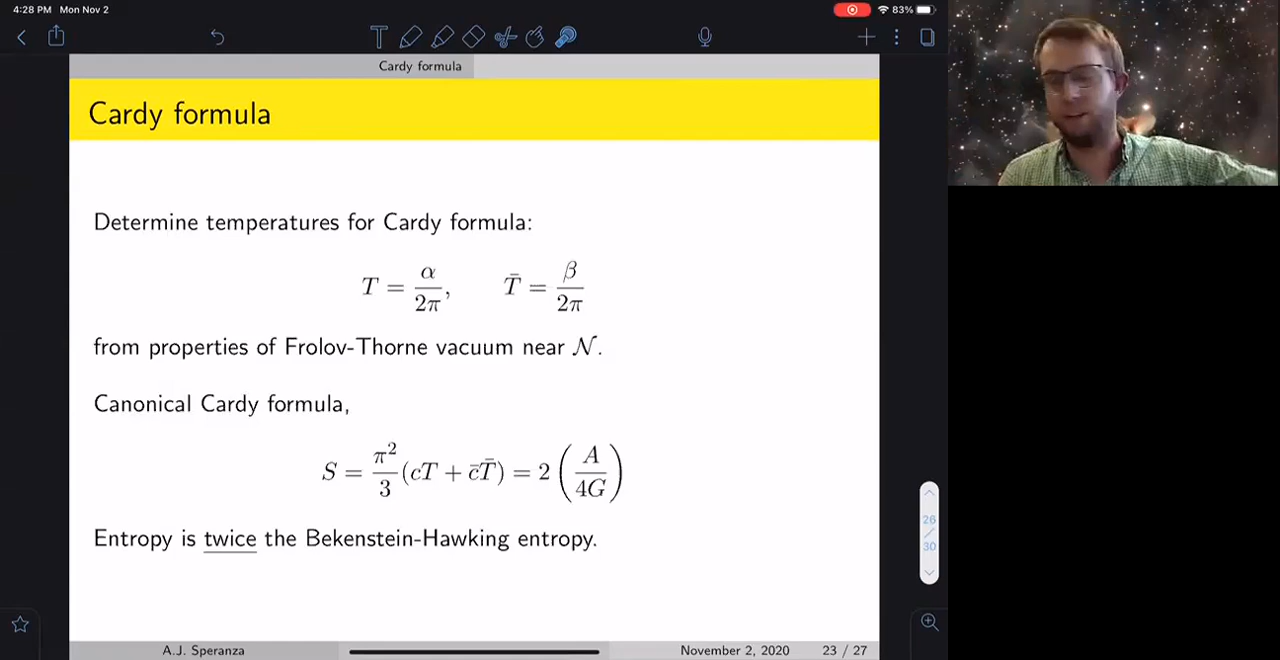 4:28 PM Mon Nov 2
83%
Cardy formula
Cardy formula
Determine temperatures for Cardy formula:
T = α/2π, T̄ = β/2π
from properties of Frolov-Thorne vacuum near 𝒩.
Canonical Cardy formula,
S = π²/3 (cT + c̄T̄) = 2 (A/4G)
Entropy is twice the Bekenstein-Hawking entropy.
26
/
30
A.J. Speranza November 2, 2020 23 / 27